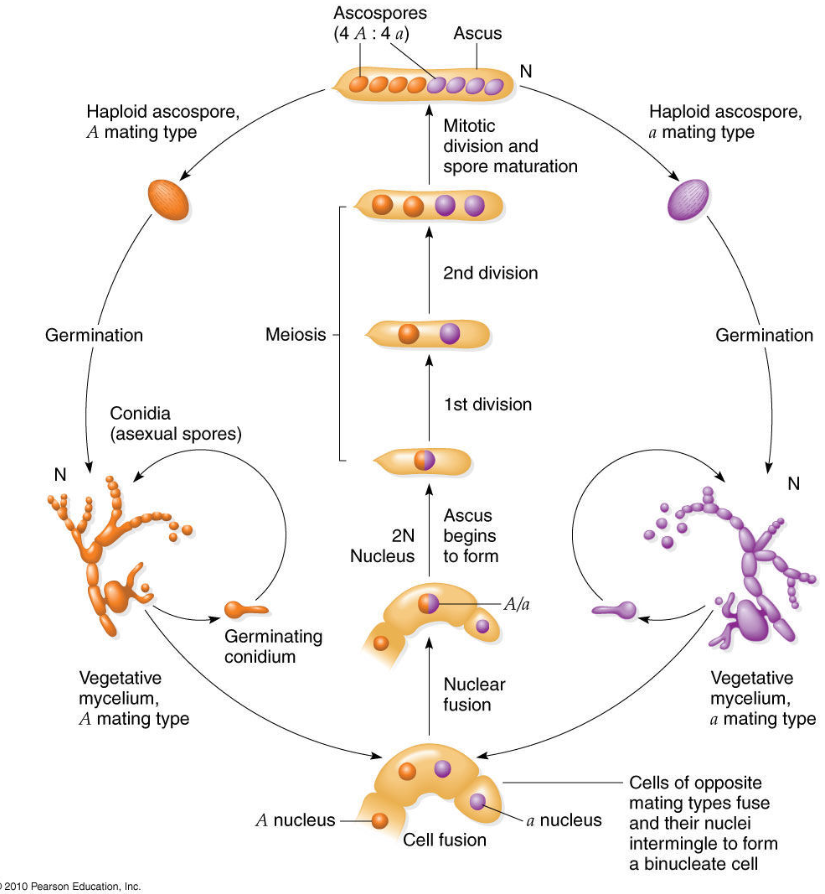 Ascospores
(4 A : 4 a)
Ascus
N
Haploid ascospore,
A mating type
Mitotic
division and
spore maturation
Haploid ascospore,
a mating type
2nd division
Germination
Meiosis
Germination
1st division
Conidia
(asexual spores)
N
N
2N
Nucleus
Ascus
begins
to form
A/a
Germinating
conidium
Vegetative
mycelium,
A mating type
Nuclear
fusion
Vegetative
mycelium,
a mating type
Cells of opposite
mating types fuse
and their nuclei
intermingle to form
a binucleate cell
A nucleus
a nucleus
Cell fusion
© 2010 Pearson Education, Inc.